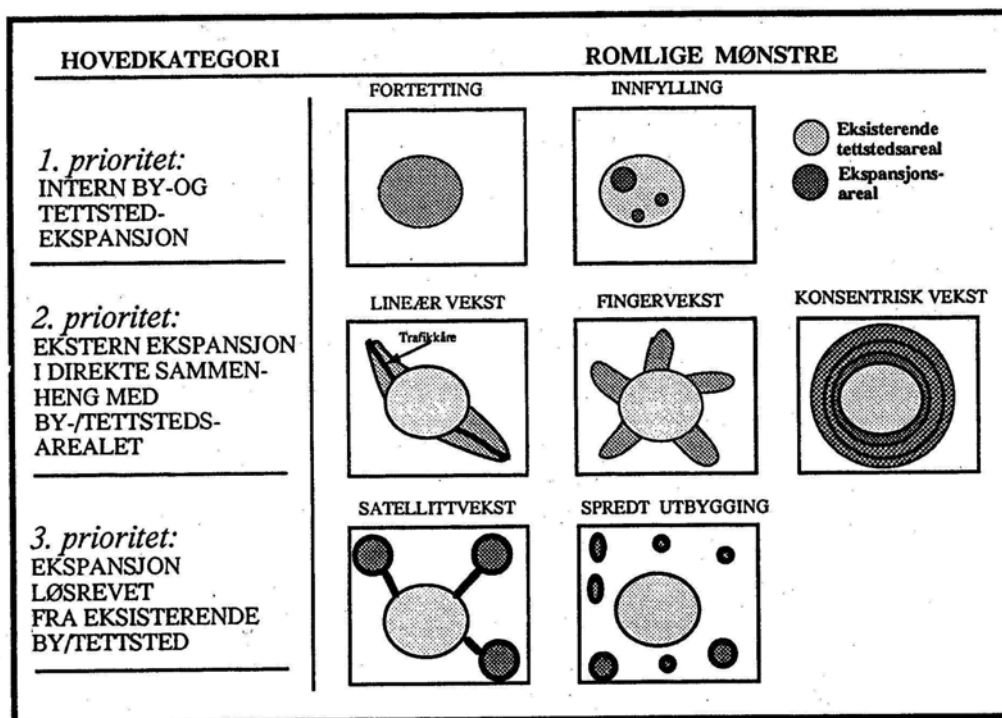 HOVEDKATEGORI
ROMLIGE MØNSTRE
FORTETTING
INNFYLLING
1. prioritet:
INTERN BY-OG
TETTSTED-
EKSPANSJON
Eksisterende
tettstedsareal
Ekspansjons-
areal
LINEÆR VEKST
FINGERVEKST
KONSENTRISK VEKST
2. prioritet:
EKSTERN EKSPANSJON
I DIREKTE SAMMEN-
HENG MED
BY-/TETTSTEDS-
AREALET
Trafikkåre
SATELLITTVEKST
SPREDT UTBYGGING
3. prioritet:
EKSPANSJON
LØSREVET
FRA EKSISTERENDE
BY/TETTSTED